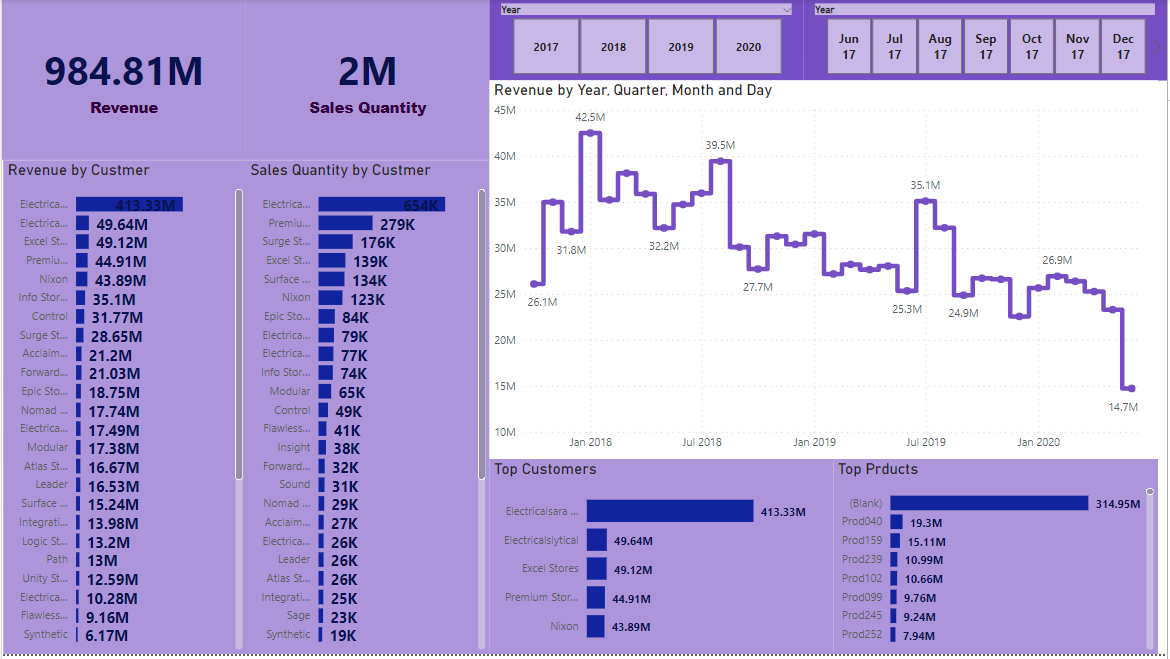 984.81M
Revenue
2M
Sales Quantity
Year
2017 2018 2019 2020
Year
Jun 17 Jul 17 Aug 17 Sep 17 Oct 17 Nov 17 Dec 17
Revenue by Custmer
Electrica... 413.33M
Electrica... 49.64M
Excel St... 49.12M
Premiu... 44.91M
Nixon 43.89M
Info Stor... 35.1M
Control 31.77M
Surge St... 28.65M
Acclaim... 21.2M
Forward... 21.03M
Epic Sto... 18.75M
Nomad ... 17.74M
Electrica... 17.49M
Modular 17.38M
Atlas St... 16.67M
Leader 16.53M
Surface ... 15.24M
Integrati... 13.98M
Logic St... 13.2M
Path 13M
Unity St... 12.59M
Electrica... 10.28M
Flawless... 9.16M
Synthetic 6.17M
Sales Quantity by Custmer
Electrica... 654K
Premiu... 279K
Surge St... 176K
Excel St... 139K
Surface ... 134K
Nixon 123K
Epic Sto... 84K
Electrica... 79K
Electrica... 77K
Info Stor... 74K
Modular 65K
Control 49K
Flawless... 41K
Insight 38K
Forward... 32K
Sound 31K
Nomad ... 29K
Acclaim... 27K
Electrica... 26K
Leader 26K
Atlas St... 26K
Integrati... 25K
Sage 23K
Synthetic 19K
Revenue by Year, Quarter, Month and Day
45M
40M
35M
30M
25M
20M
15M
10M
26.1M
31.8M
42.5M
32.2M
39.5M
27.7M
25.3M
35.1M
24.9M
26.9M
14.7M
Jan 2018 Jul 2018 Jan 2019 Jul 2019 Jan 2020
Top Customers
Electricalsara ... 413.33M
Electricalslytical 49.64M
Excel Stores 49.12M
Premium Stor... 44.91M
Nixon 43.89M
Top Prducts
(Blank) 314.95M
Prod040 19.3M
Prod159 15.11M
Prod239 10.99M
Prod102 10.66M
Prod099 9.76M
Prod245 9.24M
Prod252 7.94M